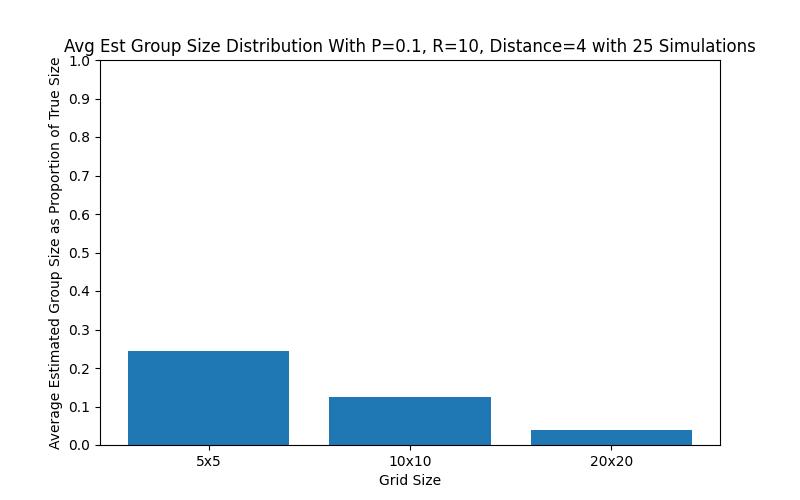 Avg Est Group Size Distribution With P=0.1, R=10, Distance=4 with 25 Simulations
Average Estimated Group Size as Proportion of True Size
1.0
0.9
0.8
0.7
0.6
0.5
0.4
0.3
0.2
0.1
0.0
5x5 10x10 20x20
Grid Size